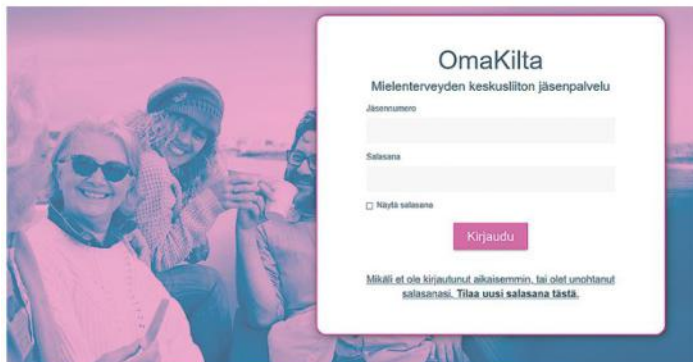 OmaKilta
Mielenterveyden keskusliiton jäsenpalvelu
Jäsennumero
Salasana
Näytä salasana
Kirjaudu
Mikäli et ole kirjautunut aikaisemmin, tai olet unohtanut
salasanasi, Tilaa uusi salasana tästä.